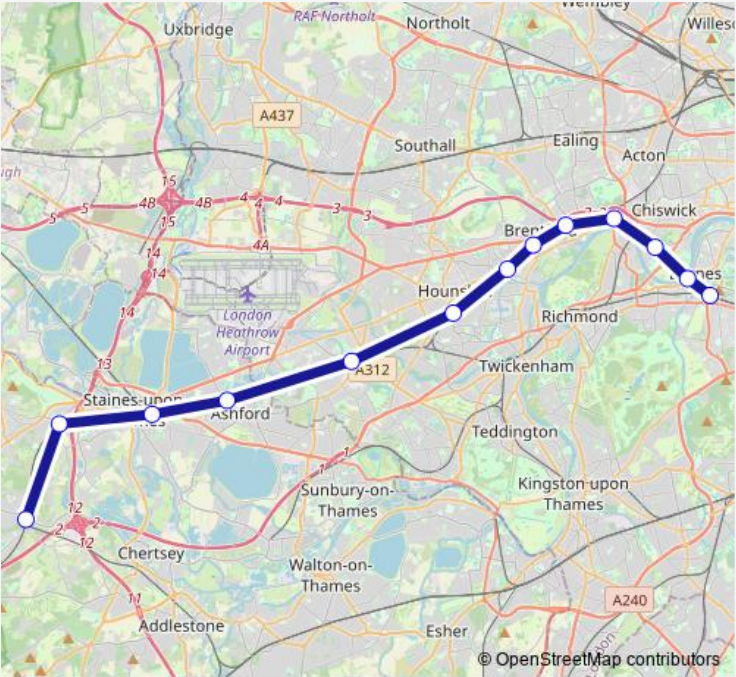 Wembley
Uxbridge
RAF Northolt
Northolt
A437
Southall
Ealing
Acton
15
4B
15
4B
4
4
4
3
3
5
5
Chiswick
4A
14
14
14
London
Heathrow
Airport
Richmond
13
A312
Twickenham
Staines-upon
Ashford
Teddington
1
1
Sunbury-on-
Thames
Kingston upon
Thames
12
2
2
12
Chertsey
Walton-on-
Thames
11
A240
Addlestone
Esher
London
© OpenStreetMap contributors